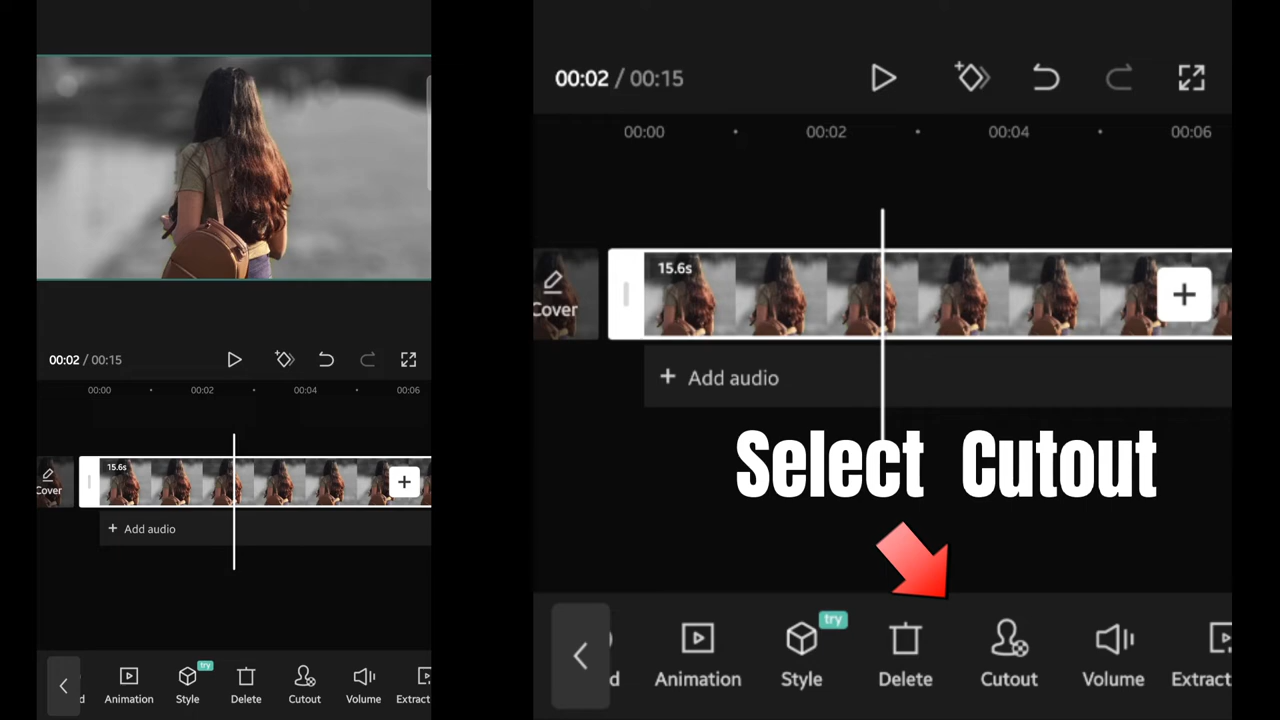 00:02 / 00:15
00:00 00:02 00:04 00:06
Cover
15.6s
+ Add audio
try
d Animation Style Delete Cutout Volume Extract
00:02 / 00:15
00:00 00:02 00:04 00:06
15.6s
Cover
+ Add audio
Select Cutout
try
d Animation Style Delete Cutout Volume Extract